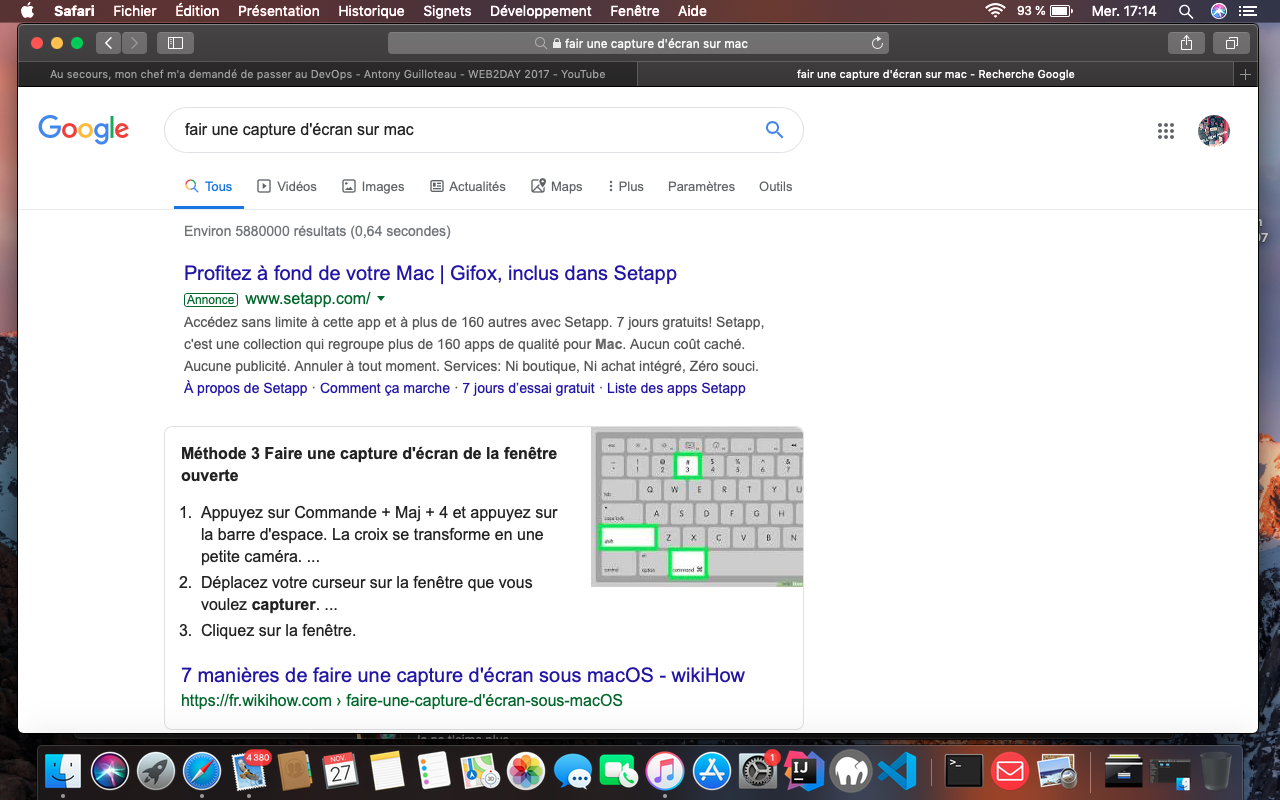 Safari Fichier Édition Présentation Historique Signets Développement Fenêtre Aide 93 % Mer. 17:14
fair une capture d'écran sur mac
Au secours, mon chef m'a demandé de passer au DevOps - Antony Guilloteau - WEB2DAY 2017 - YouTube
fair une capture d'écran sur mac - Recherche Google
Google
fair une capture d'écran sur mac
Tous Vidéos Images Actualités Maps Plus Paramètres Outils
Environ 5880000 résultats (0,64 secondes)
Profitez à fond de votre Mac | Gifox, inclus dans Setapp
Annonce www.setapp.com/
Accédez sans limite à cette app et à plus de 160 autres avec Setapp. 7 jours gratuits! Setapp,
c'est une collection qui regroupe plus de 160 apps de qualité pour Mac. Aucun coût caché.
Aucune publicité. Annuler à tout moment. Services: Ni boutique, Ni achat intégré, Zéro souci.
À propos de Setapp · Comment ça marche · 7 jours d'essai gratuit · Liste des apps Setapp
Méthode 3 Faire une capture d'écran de la fenêtre
ouverte
1. Appuyez sur Commande + Maj + 4 et appuyez sur
la barre d'espace. La croix se transforme en une
petite caméra. ...
2. Déplacez votre curseur sur la fenêtre que vous
voulez capturer. ...
3. Cliquez sur la fenêtre.
# $ % ^ &
1 2 3 4 5 6 7
Q W E R T Y U
A S D F G H
shift Z X C V B N
control option command ⌘
7 manières de faire une capture d'écran sous macOS - wikiHow
https://fr.wikihow.com › faire-une-capture-d'écran-sous-macOS
4 380
NOV.
27
1
IJ
>_